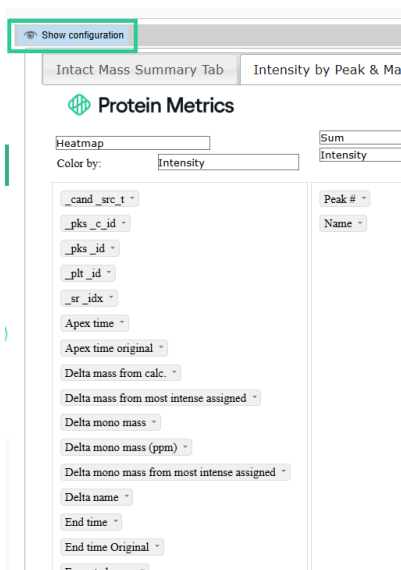 Show configuration
Intact Mass Summary Tab
Intensity by Peak & Ma
Protein Metrics
Heatmap
Sum
Color by:
Intensity
Intensity
_cand _src_t
_pks _c_id
_pks _id
_plt _id
_sr _idx
Apex time
Apex time original
Delta mass from calc.
Delta mass from most intense assigned
Delta mono mass
Delta mono mass (ppm)
Delta mono mass from most intense assigned
Delta name
End time
End time Original
Peak #
Name